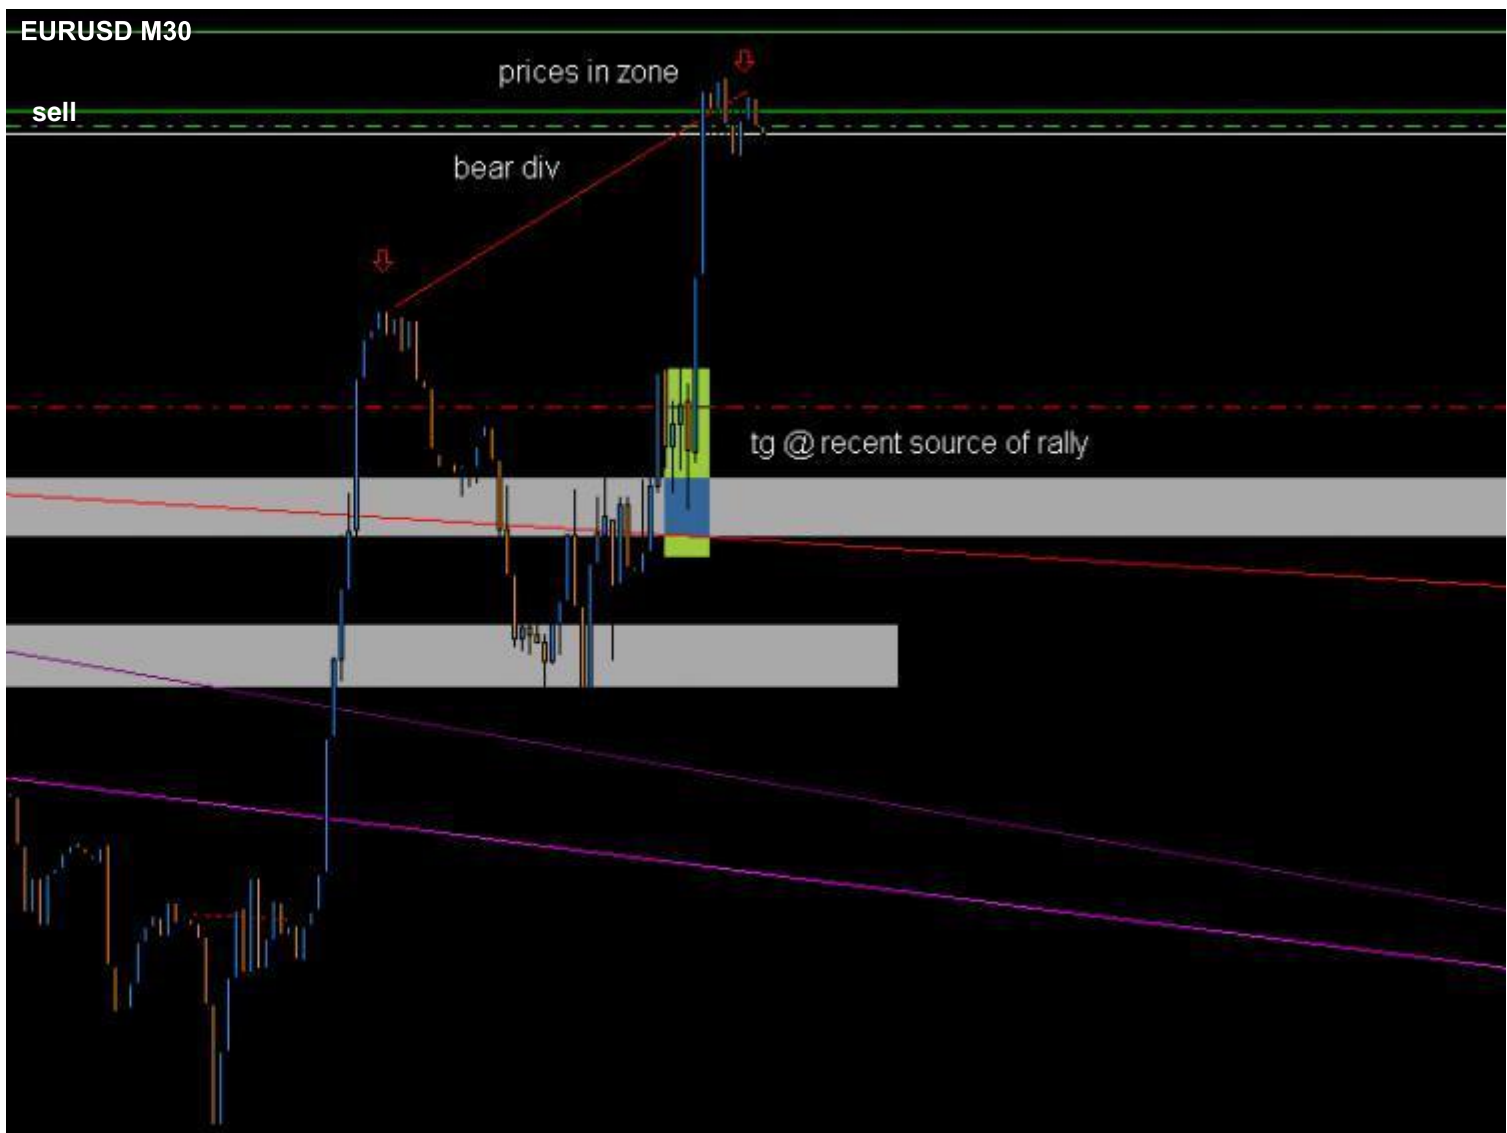 EURUSD M30
prices in zone
sell
bear div
tg @ recent source of rally